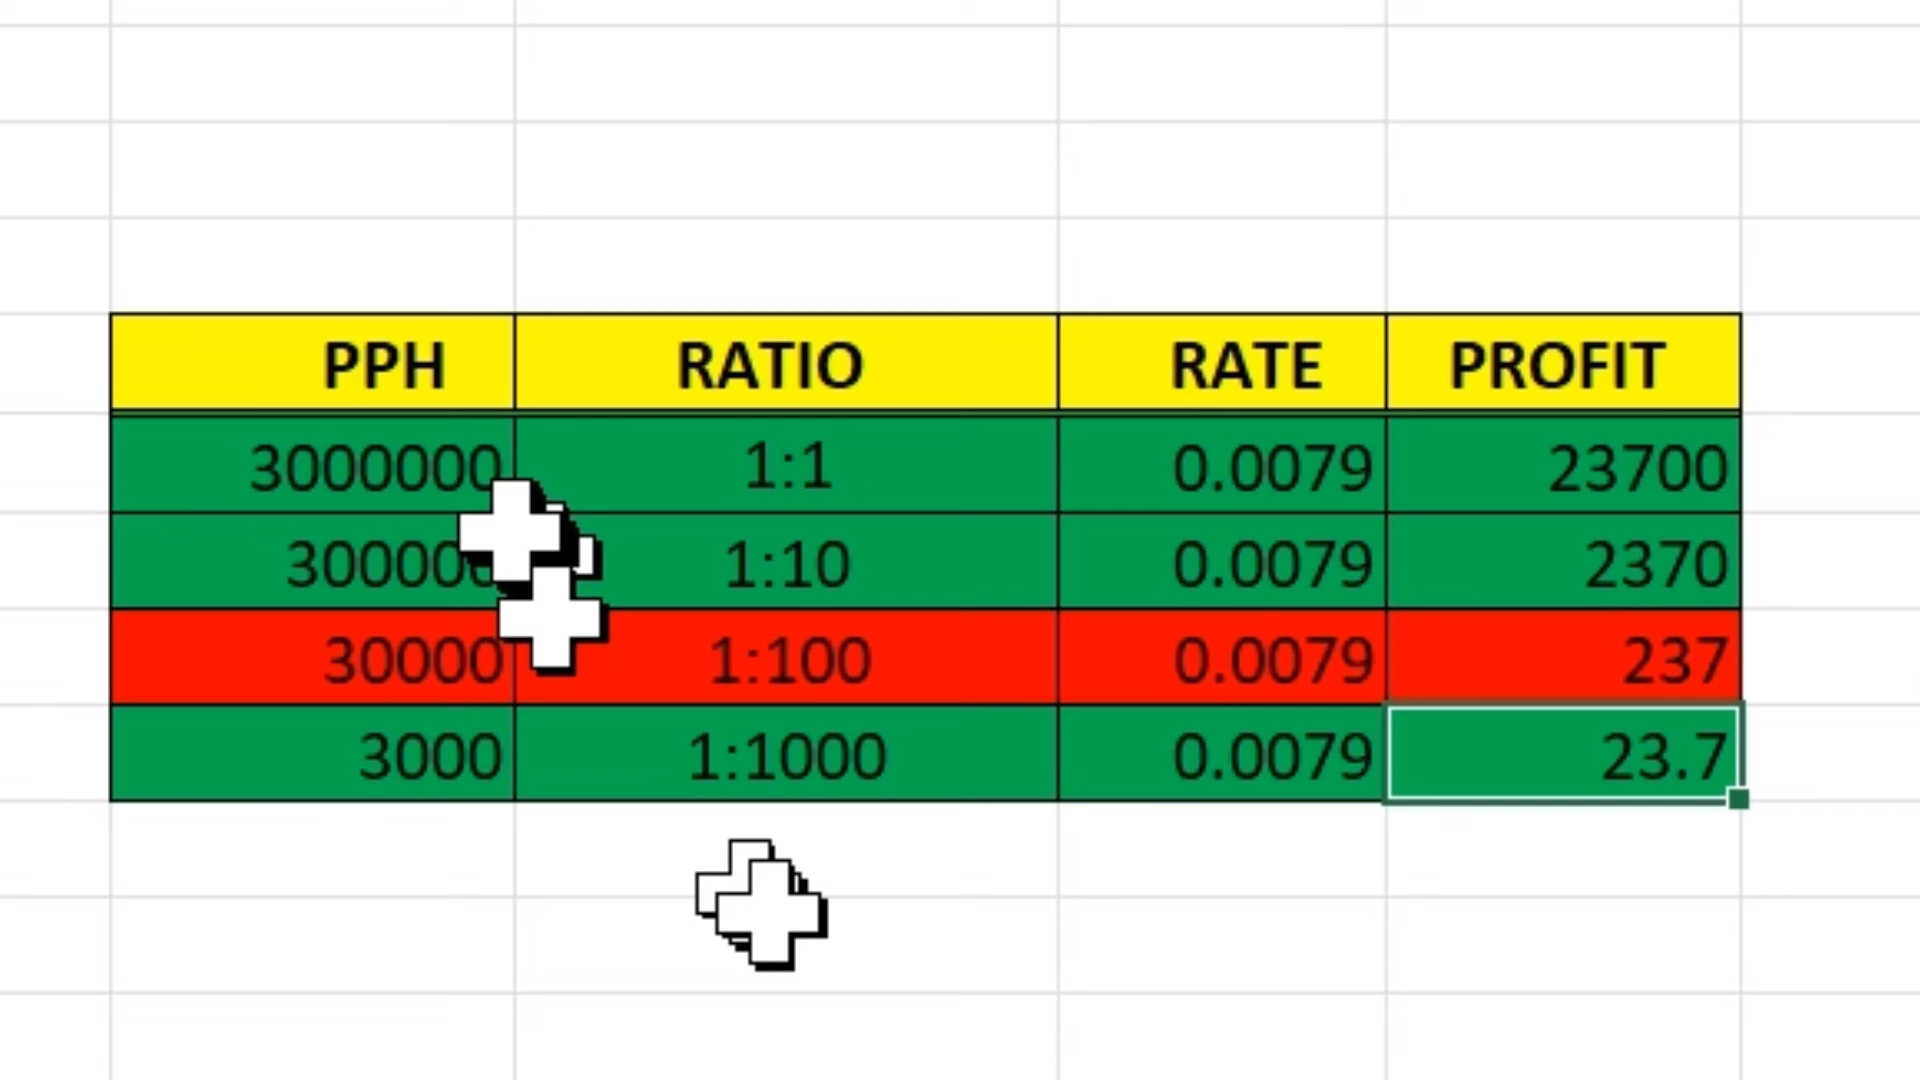 PPH RATIO RATE PROFIT
3000000 1:1 0.0079 23700
300000 1:10 0.0079 2370
30000 1:100 0.0079 237
3000 1:1000 0.0079 23.7